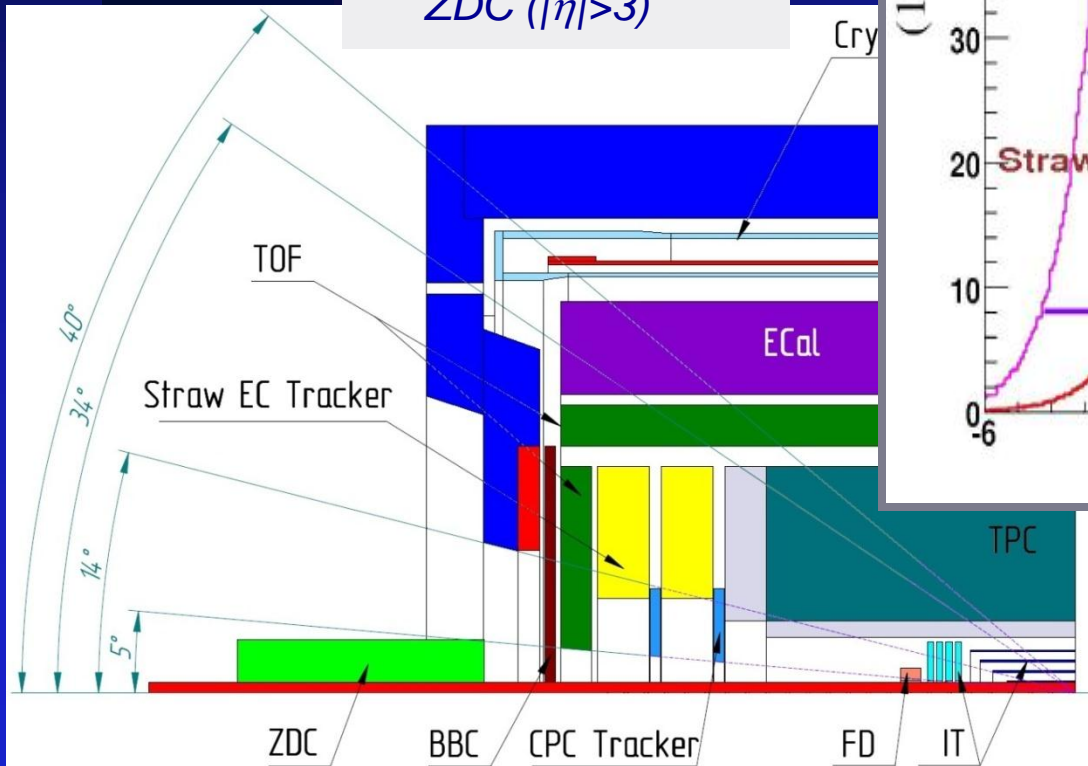 ZDC (|η|>3)
Cry
(1
30
20
Straw
10
0
-6
40°
34°
14°
5°
TOF
Straw EC Tracker
ECal
TPC
ZDC
BBC
CPC Tracker
FD
IT